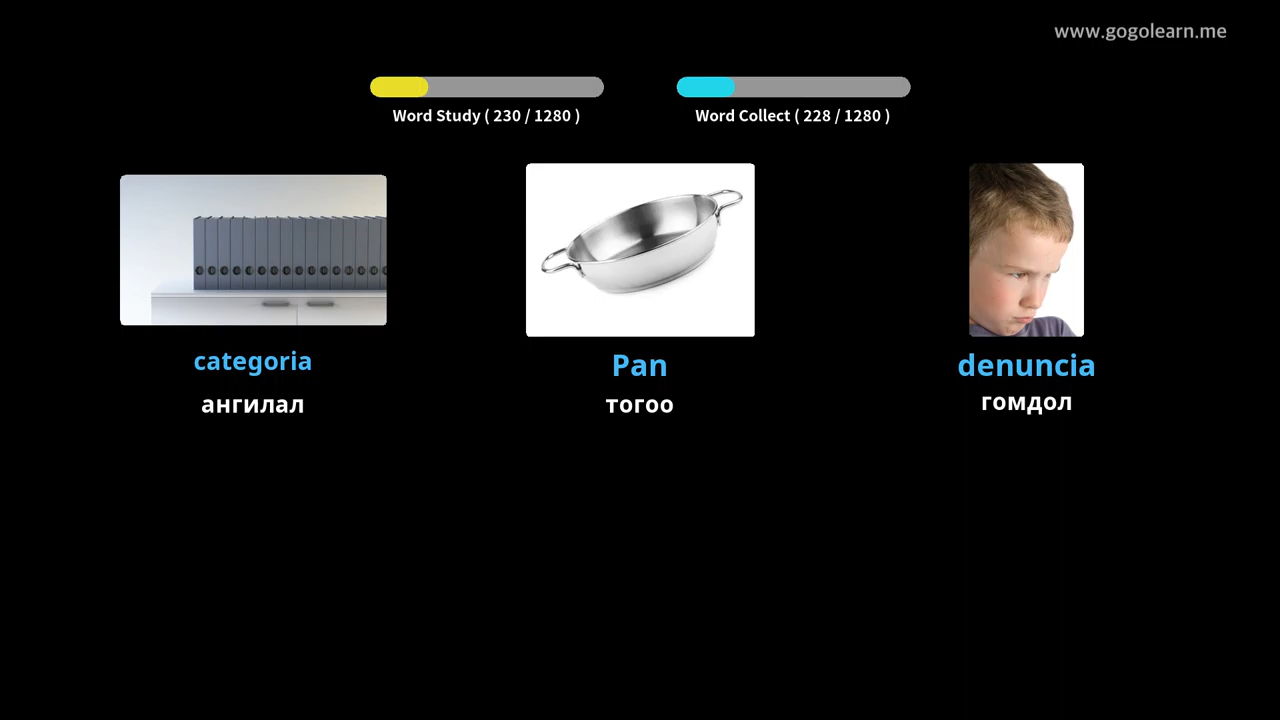 www.gogolearn.me
Word Study ( 230 / 1280 )
Word Collect ( 228 / 1280 )
categoria
Pan
denuncia
ангилал
тогоо
гомдол